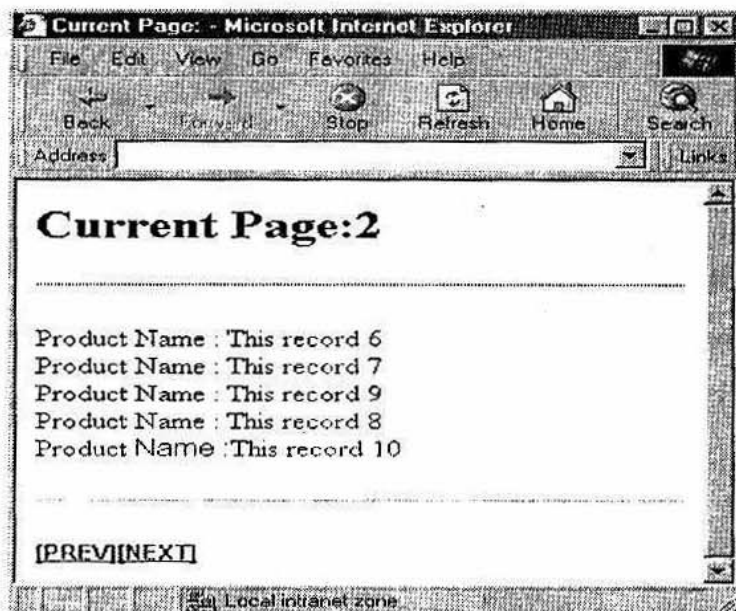 Current Page: - Microsoft Internet Explorer
File Edit View Go Favorites Help
Back Forward Stop Refresh Home Search
Address Links
Current Page:2
Product Name : This record 6
Product Name : This record 7
Product Name : This record 9
Product Name : This record 8
Product Name :This record 10
[PREV][NEXT]
Local intranet zone